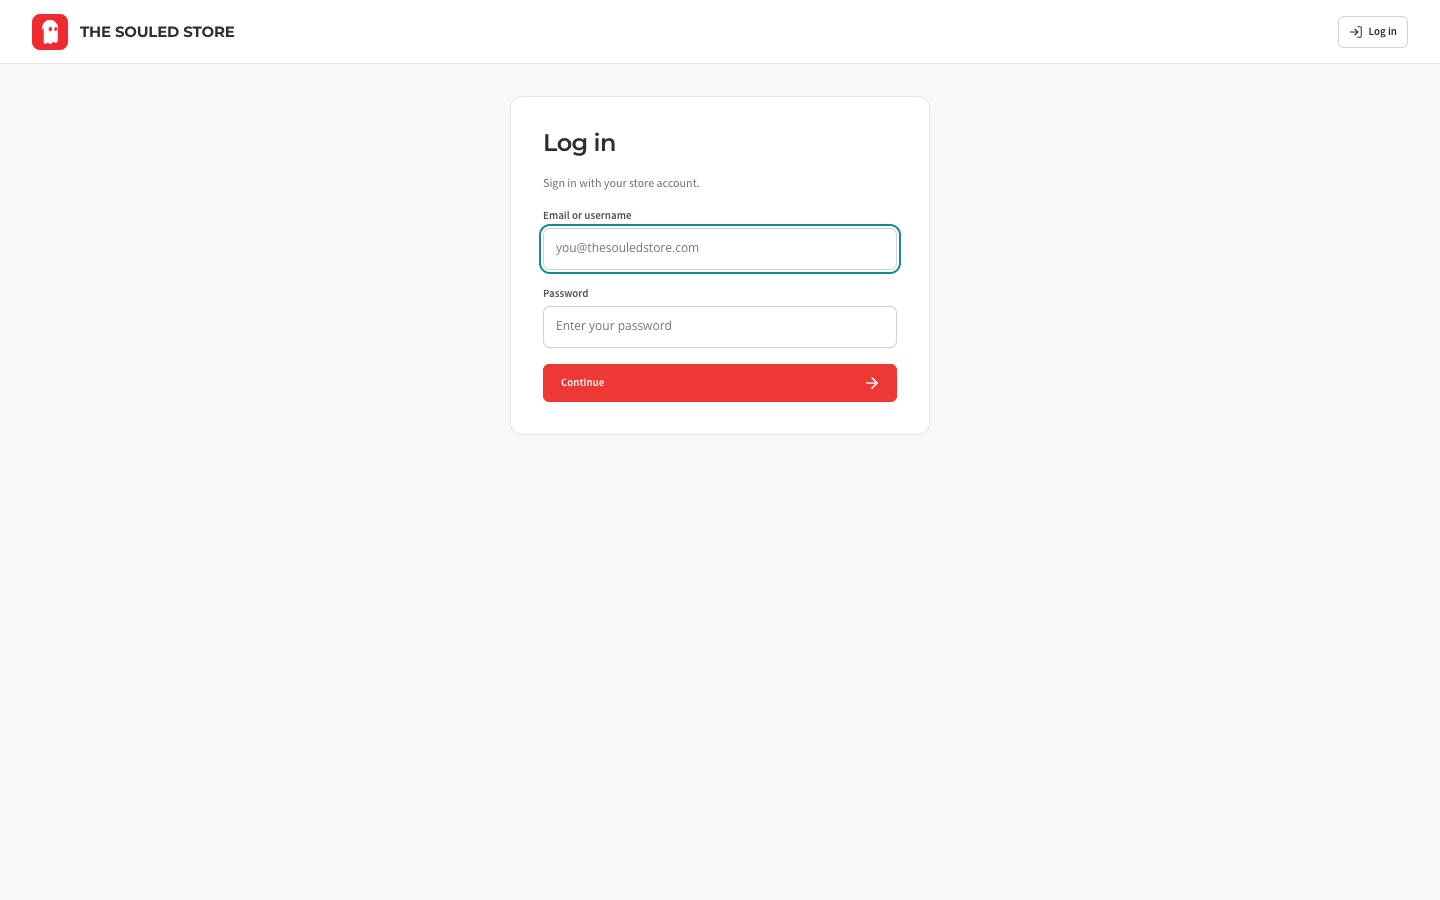 THE SOULED STORE
Log in
Log in
Sign in with your store account.
Email or username
you@thesouledstore.com
Password
Enter your password
Continue